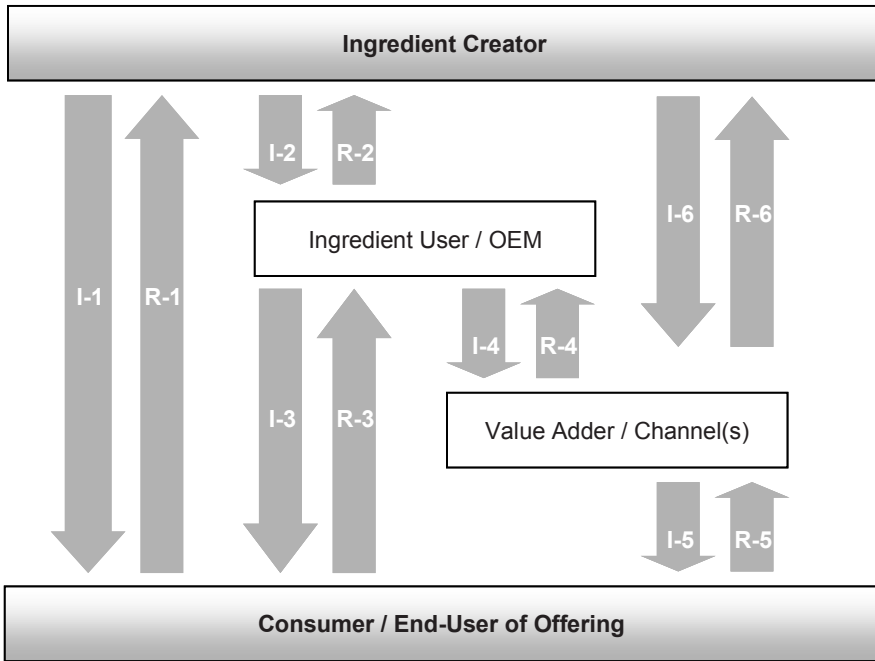 Ingredient Creator
I-2
R-2
I-6
R-6
Ingredient User / OEM
I-1
R-1
I-4
R-4
I-3
R-3
Value Adder / Channel(s)
I-5
R-5
Consumer / End-User of Offering